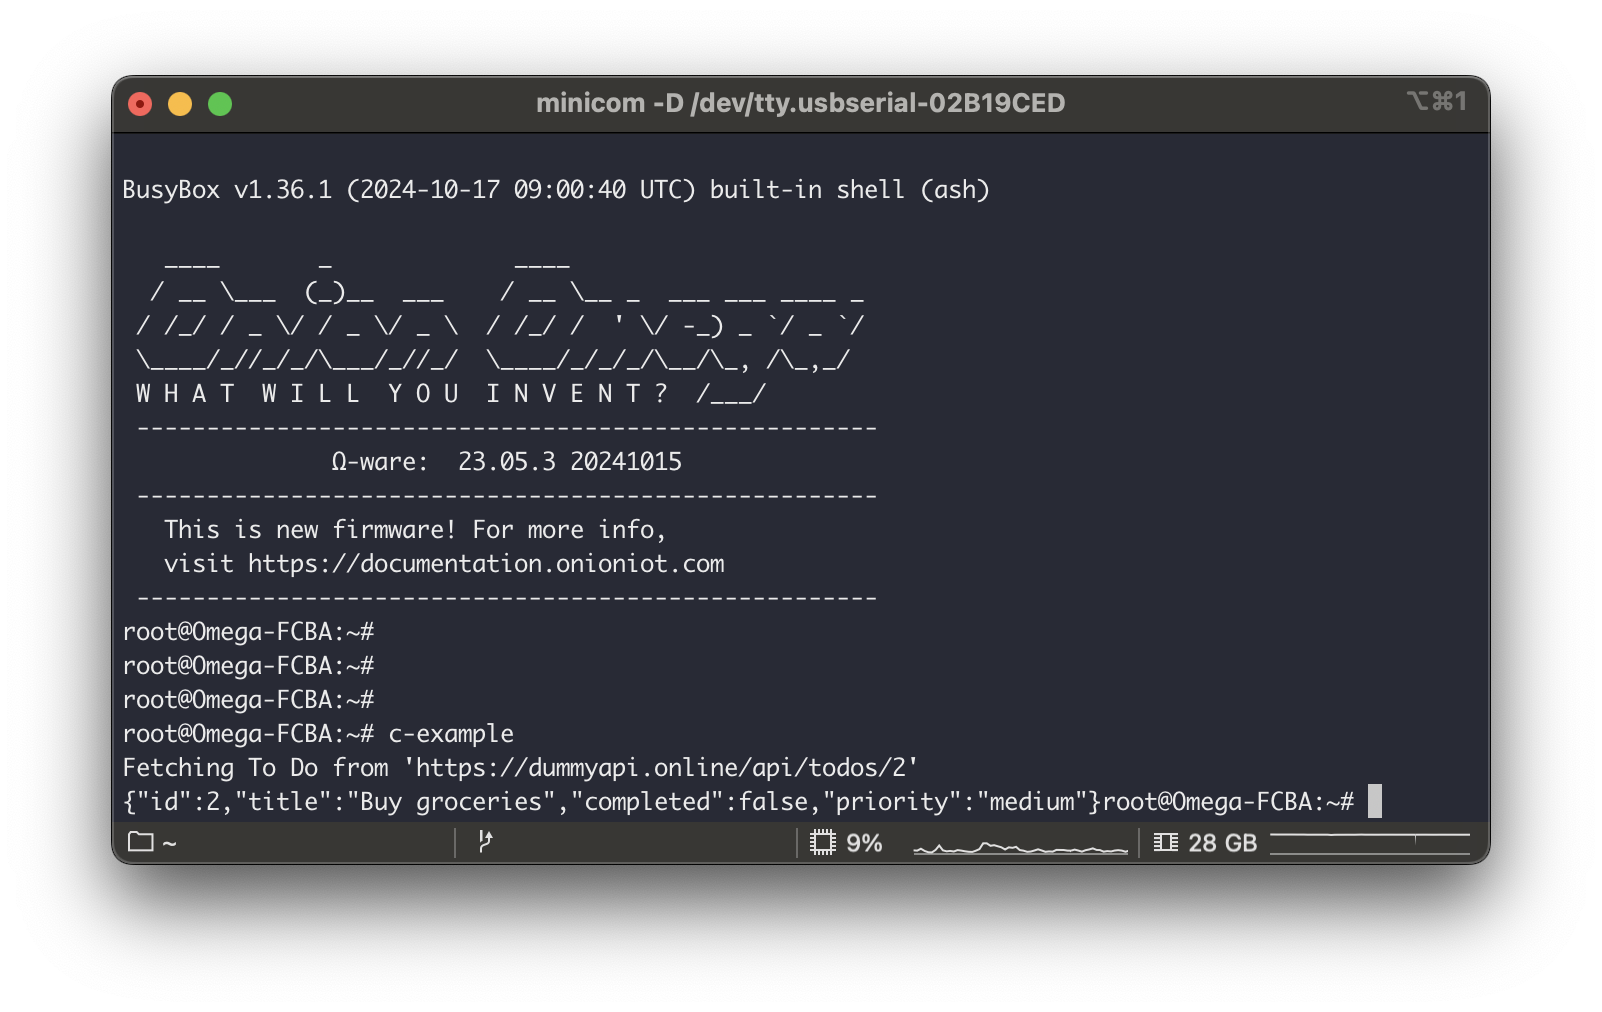 minicom -D /dev/tty.usbserial-02B19CED ⌥⌘1
BusyBox v1.36.1 (2024-10-17 09:00:40 UTC) built-in shell (ash)
   ____       _             ____
  / __ \___  (_)__  ___    / __ \__ _  ___ ___ ____ _
 / /_/ / _ \/ / _ \/ _ \  / /_/ /  ' \/ -_) _ `/ _ `/
 \____/_//_/_/\___/_//_/  \____/_/_/_/\__/\_, /\_,_/
 W H A T  W I L L  Y O U  I N V E N T ?  /___/
 -----------------------------------------------------
              Ω-ware:  23.05.3 20241015
 -----------------------------------------------------
   This is new firmware! For more info,
   visit https://documentation.onioniot.com
 -----------------------------------------------------
root@Omega-FCBA:~#
root@Omega-FCBA:~#
root@Omega-FCBA:~#
root@Omega-FCBA:~# c-example
Fetching To Do from 'https://dummyapi.online/api/todos/2'
{"id":2,"title":"Buy groceries","completed":false,"priority":"medium"}root@Omega-FCBA:~#
~ 9% 28 GB